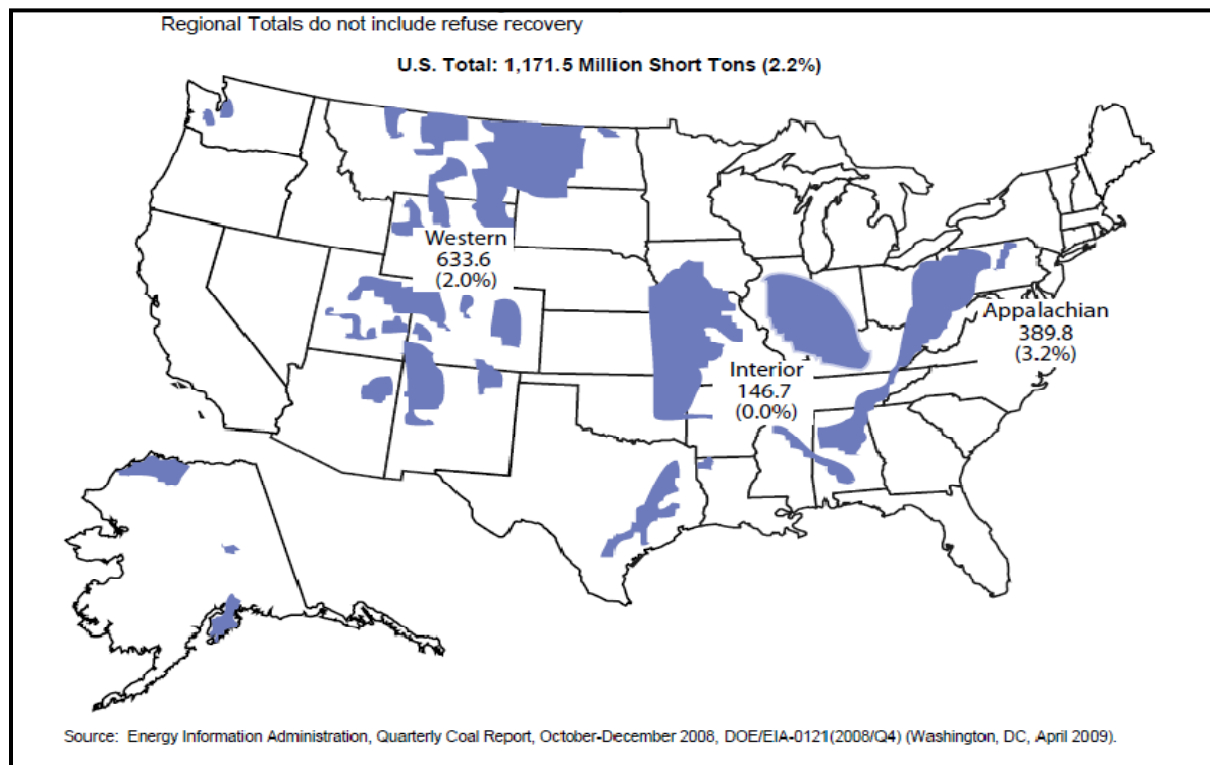 Regional Totals do not include refuse recovery
U.S. Total: 1,171.5 Million Short Tons (2.2%)
Western
633.6
(2.0%)
Appalachian
389.8
(3.2%)
Interior
146.7
(0.0%)
Source: Energy Information Administration, Quarterly Coal Report, October-December 2008, DOE/EIA-0121(2008/Q4) (Washington, DC, April 2009).